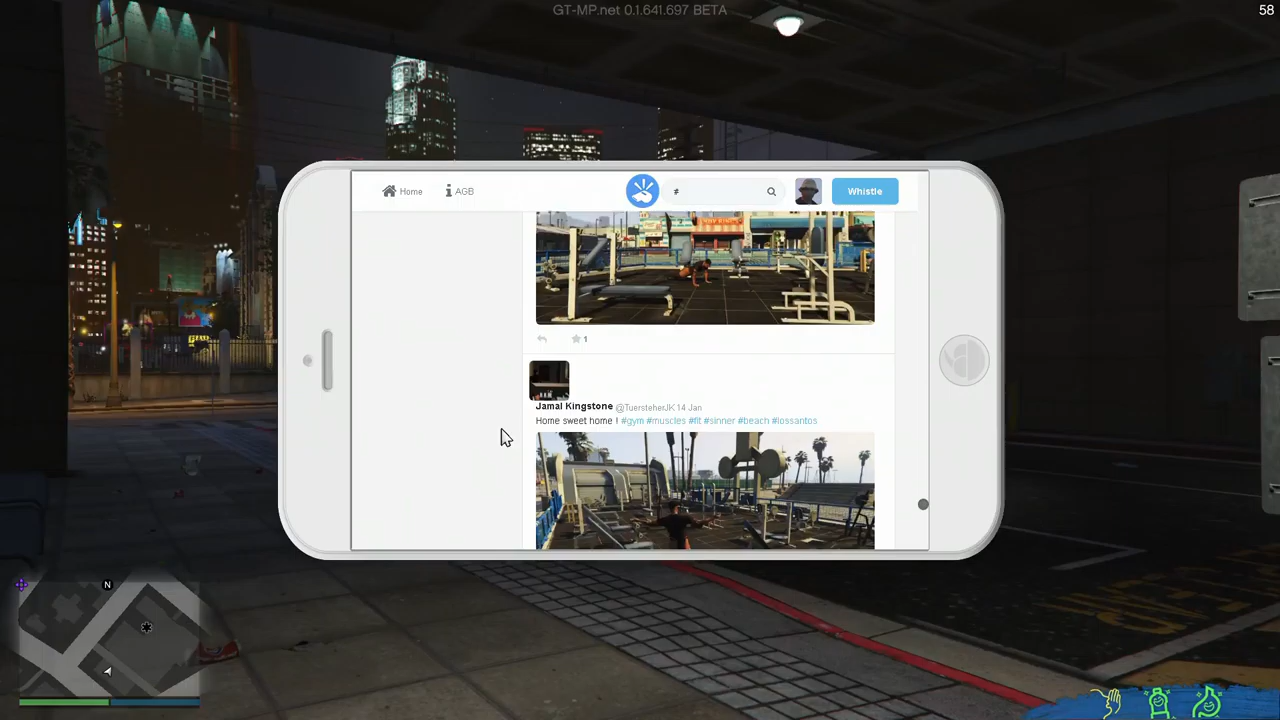 GT-MP.net 0.1.641.697 BETA
58
Home
AGB
#
Whistle
1
Jamal Kingstone @TuersteherJK 14 Jan
Home sweet home ! #gym #muscles #fit #sinner #beach #lossantos
N